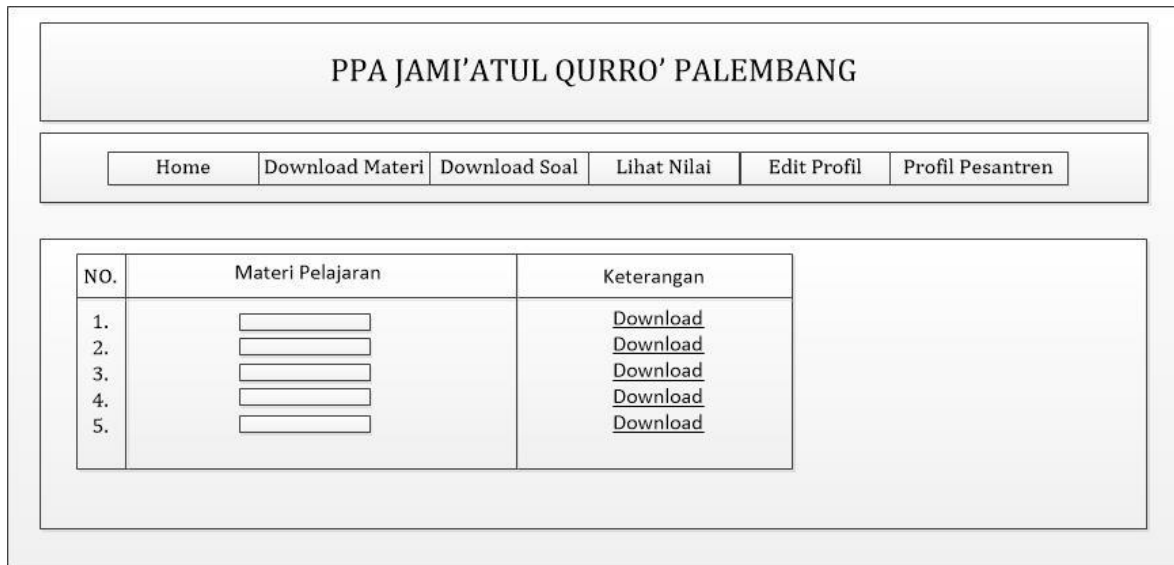 PPA JAMI’ATUL QURRO’ PALEMBANG
Home Download Materi Download Soal Lihat Nilai Edit Profil Profil Pesantren
NO. Materi Pelajaran Keterangan
1. Download
2. Download
3. Download
4. Download
5. Download